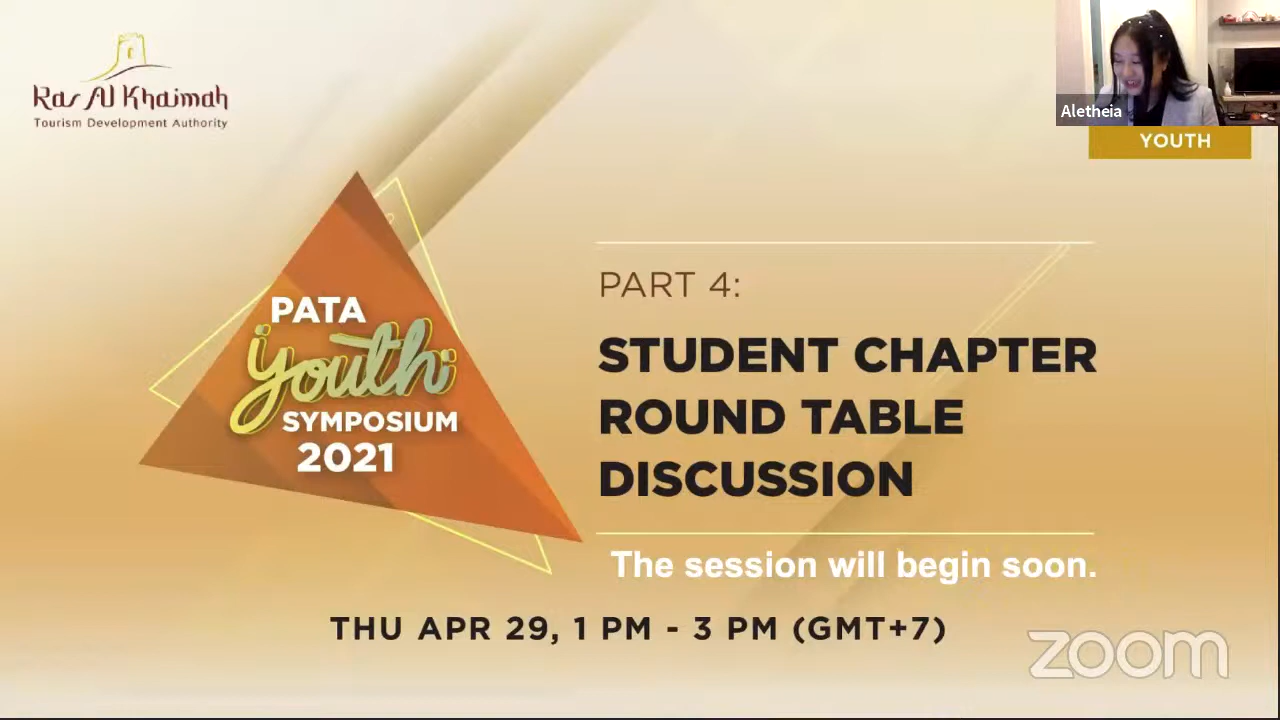 Ras Al Khaimah
Tourism Development Authority
Aletheia
YOUTH
PATA
youth
SYMPOSIUM
2021
PART 4:
STUDENT CHAPTER
ROUND TABLE
DISCUSSION
The session will begin soon.
THU APR 29, 1 PM - 3 PM (GMT+7)
zoom